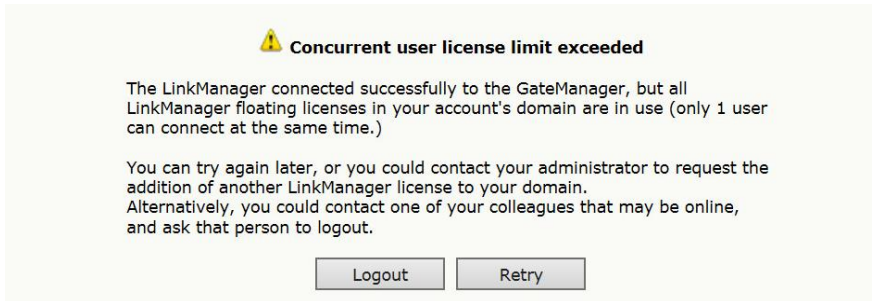 Concurrent user license limit exceeded
The LinkManager connected successfully to the GateManager, but all
LinkManager floating licenses in your account's domain are in use (only 1 user
can connect at the same time.)
You can try again later, or you could contact your administrator to request the
addition of another LinkManager license to your domain.
Alternatively, you could contact one of your colleagues that may be online,
and ask that person to logout.
Logout
Retry